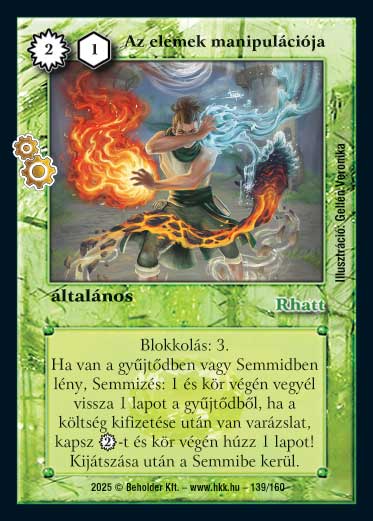 2 1 Az elemek manipulációja
Illusztráció: Gellén Veronika
általános
Rhatt
Blokkolás: 3.
Ha van a gyűjtődben vagy Semmidben
lény, Semmizés: 1 és kör végén vegyél
vissza 1 lapot a gyűjtődből, ha a
költség kifizetése után van varázslat,
kapsz 2-t és kör végén húzz 1 lapot!
Kijátszása után a Semmibe kerül.
2025 © Beholder Kft. – www.hkk.hu – 139/160